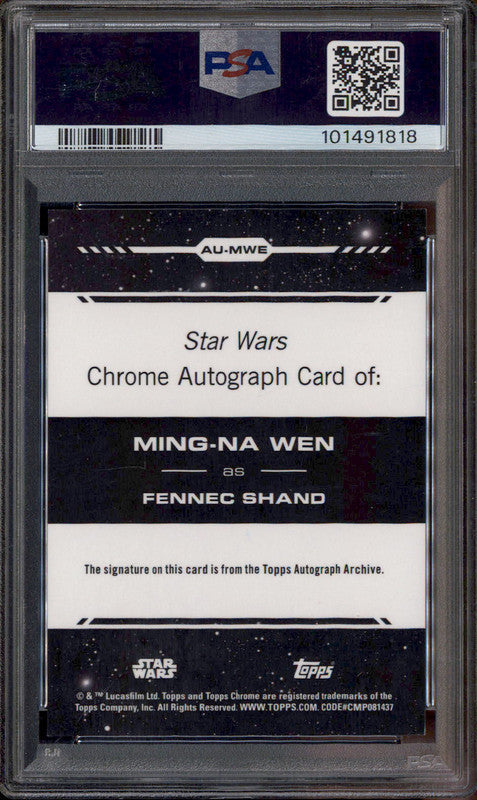 PSA
101491818
AU-MWE
Star Wars
Chrome Autograph Card of:
MING-NA WEN
as
FENNEC SHAND
The signature on this card is from the Topps Autograph Archive.
STAR
WARS
topps
© & ™ Lucasfilm Ltd. Topps and Topps Chrome are registered trademarks of the
Topps Company, Inc. All Rights Reserved. WWW.TOPPS.COM. CODE#CMP081437
PSA